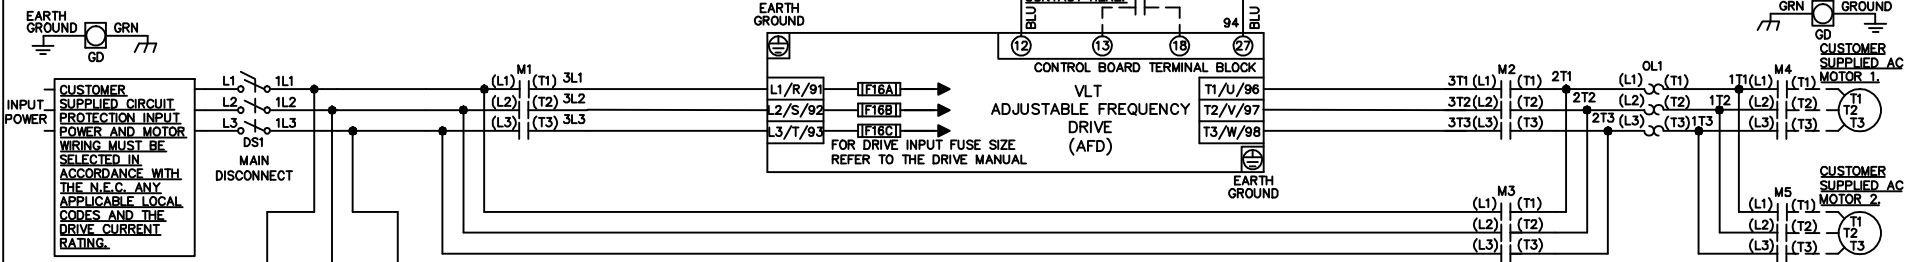 EARTH
GROUND
GRN
GD
EARTH
GROUND
BLU
94
BLU
12
13
18
27
CONTROL BOARD TERMINAL BLOCK
GRN
GROUND
GD
CUSTOMER
SUPPLIED AC
MOTOR 1.
INPUT
POWER
CUSTOMER
SUPPLIED CIRCUIT
PROTECTION INPUT
POWER AND MOTOR
WIRING MUST BE
SELECTED IN
ACCORDANCE WITH
THE N.E.C. ANY
APPLICABLE LOCAL
CODES AND THE
DRIVE CURRENT
RATING.
L1 1L1
L2 1L2
L3 1L3
DS1
MAIN
DISCONNECT
M1
(L1) (T1) 3L1
(L2) (T2) 3L2
(L3) (T3) 3L3
L1/R/91
L2/S/92
L3/T/93
F16A
F16B
F16C
FOR DRIVE INPUT FUSE SIZE
REFER TO THE DRIVE MANUAL
VLT
ADJUSTABLE FREQUENCY
DRIVE
(AFD)
T1/U/96
T2/V/97
T3/W/98
EARTH
GROUND
M2
3T1 (L1) (T1) 2T1
3T2 (L2) (T2) 2T2
3T3 (L3) (T3) 2T3
OL1
(L1) (T1) 1T1
(L2) (T2) 1T2
(L3) (T3) 1T3
M4
(L1) (T1)
(L2) (T2)
(L3) (T3)
T1
T2
T3
M3
(L1) (T1)
(L2) (T2)
(L3) (T3)
CUSTOMER
SUPPLIED AC
MOTOR 2.
M5
(L1) (T1)
(L2) (T2)
(L3) (T3)
T1
T2
T3